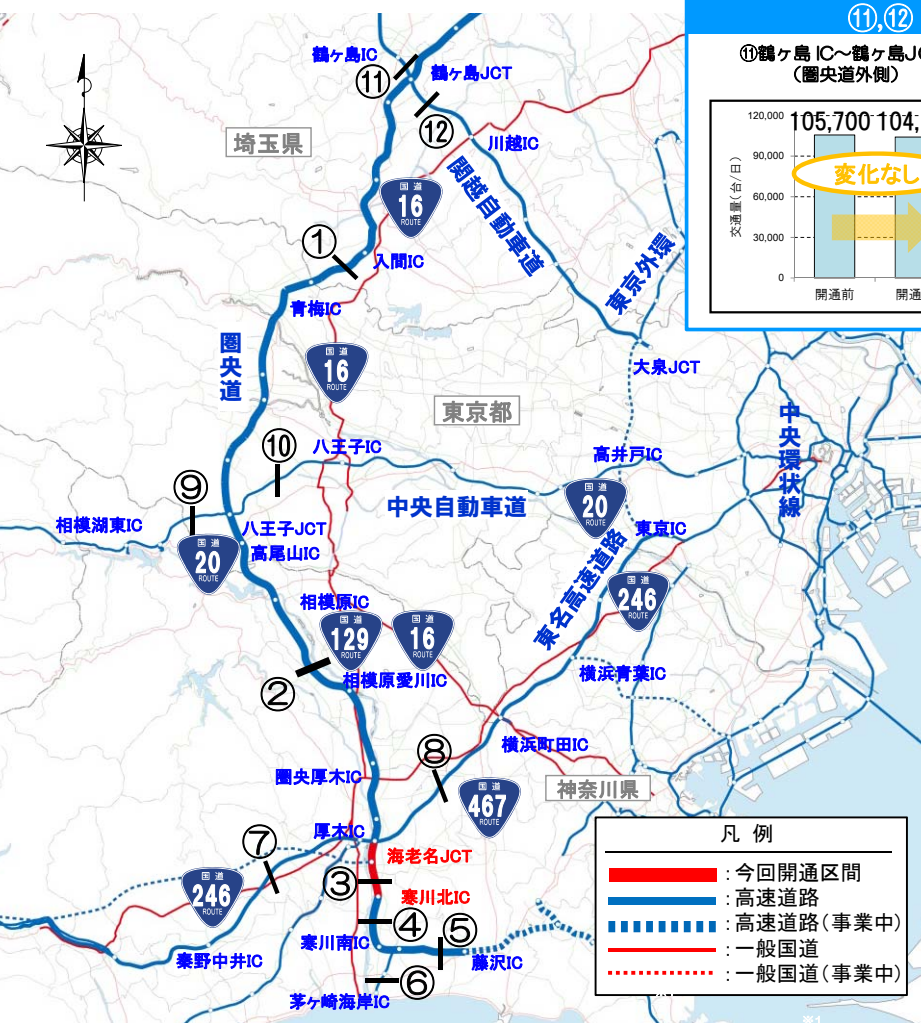 ⑪,⑫
⑪鶴ヶ島IC～鶴ヶ島JC
(圏央道外側)
120,000
105,700 104,
90,000
変化なし
60,000
30,000
0
交通量(台/日)
開通前
開通
鶴ヶ島IC
⑪
鶴ヶ島JCT
⑫
川越IC
埼玉県
関越自動車道
国道
16
ROUTE
①
入間IC
東京外環
青梅IC
圏央道
国道
16
ROUTE
大泉JCT
東京都
中央環状線
八王子IC
⑩
高井戸IC
⑨
中央自動車道
国道
20
ROUTE
相模湖東IC
八王子JCT
東京IC
高尾山IC
国道
20
ROUTE
東名高速道路
国道
246
ROUTE
相模原IC
国道
129
ROUTE
国道
16
ROUTE
②
相模原愛川IC
横浜青葉IC
横浜町田IC
⑧
圏央厚木IC
神奈川県
国道
467
ROUTE
厚木IC
⑦
海老名JCT
国道
246
ROUTE
③
寒川北IC
④
寒川南IC
⑤
秦野中井IC
藤沢IC
⑥
茅ヶ崎海岸IC
凡 例
:今回開通区間
:高速道路
:高速道路(事業中)
:一般国道
:一般国道(事業中)
※1